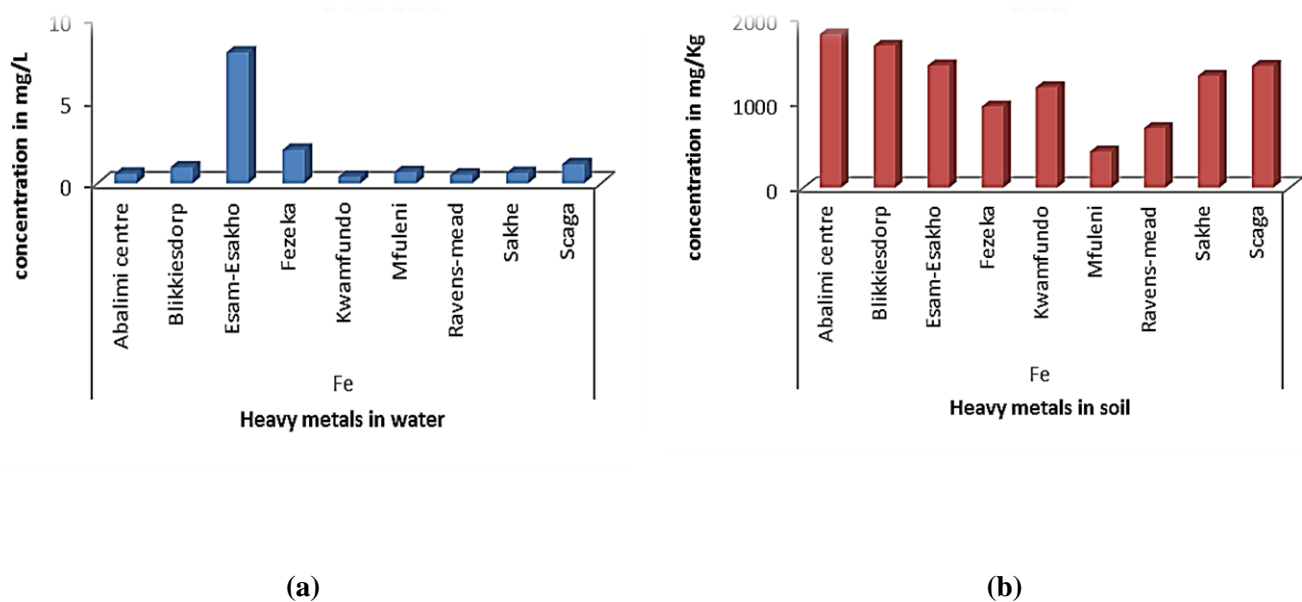 10
5
0
concentration in mg/L
Abalimi centre
Blikkiesdorp
Esam-Esakho
Fezeka
Kwamfundo
Mfuleni
Ravens-mead
Sakhe
Scaga
Fe
Heavy metals in water
(a)
2000
1000
0
concentration in mg/Kg
Abalimi centre
Blikkiesdorp
Esam-Esakho
Fezeka
Kwamfundo
Mfuleni
Ravens-mead
Sakhe
Scaga
Fe
Heavy metals in soil
(b)